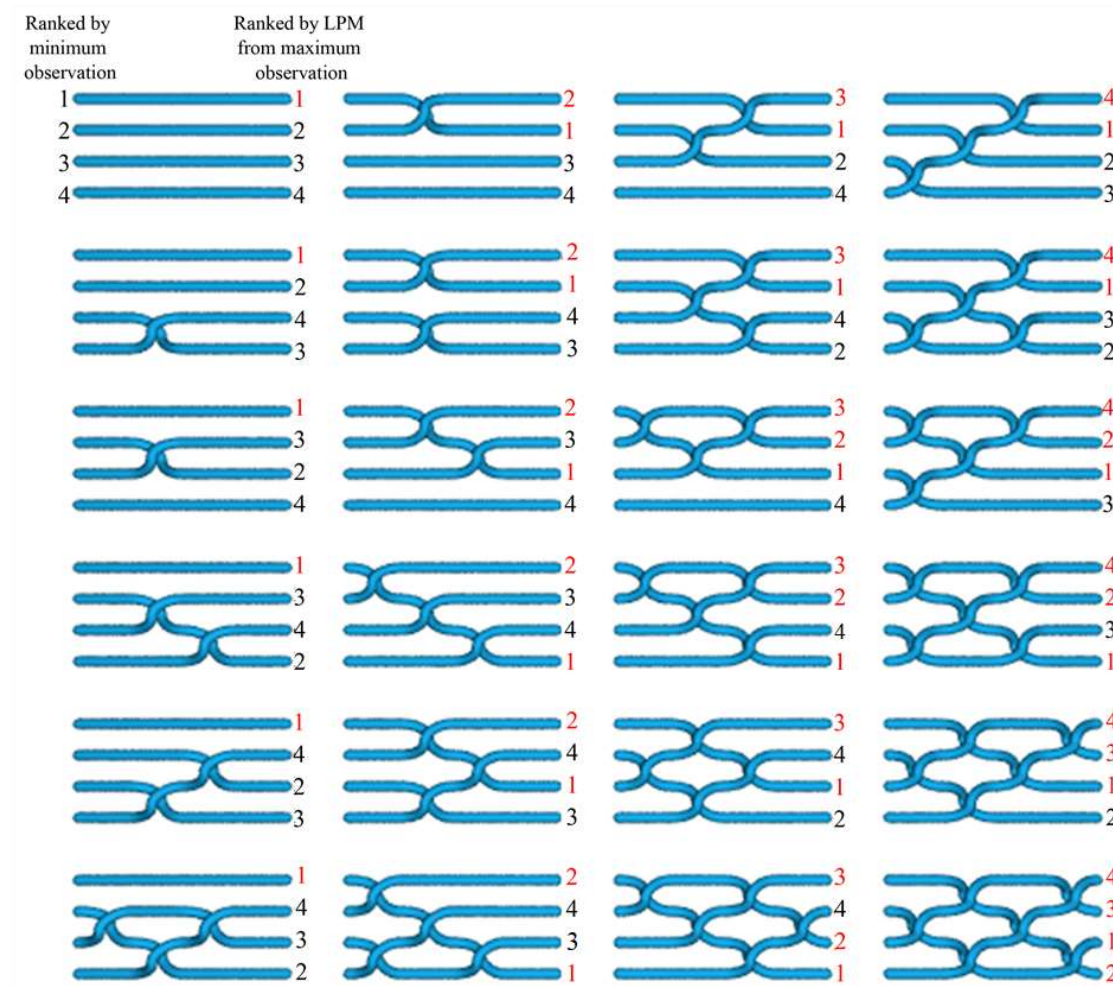 Ranked by
minimum
observation
Ranked by LPM
from maximum
observation
1 1 2 3 4
2 2 1 1 1
3 3 3 2 2
4 4 4 4 3
1 2 3 4
2 1 1 1
4 4 4 3
3 3 2 2
1 2 3 4
3 3 2 2
2 1 1 1
4 4 4 3
1 2 3 4
3 3 2 2
4 4 4 3
2 1 1 1
1 2 3 4
4 4 4 3
2 1 1 1
3 3 2 2
1 2 3 4
4 4 4 3
3 3 2 1
2 1 1 2